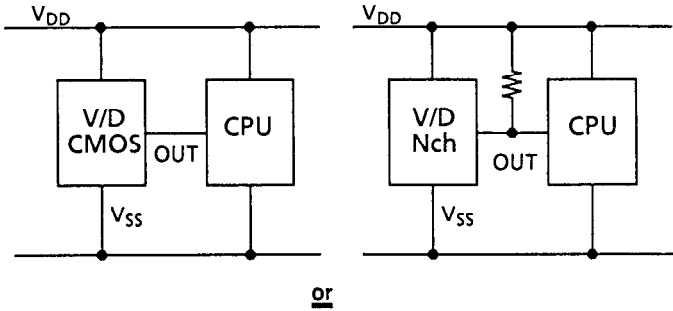 VDD
V/D
CMOS
OUT
CPU
VSS
VDD
V/D
Nch
OUT
CPU
VSS
or